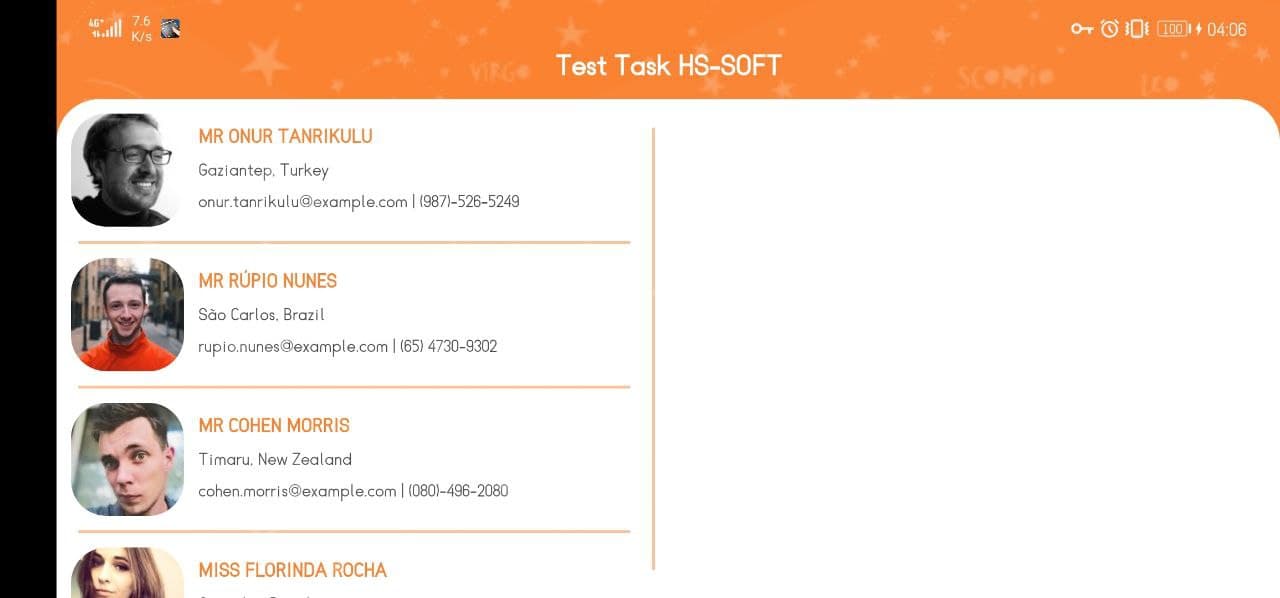 4G+
7.6
K/s
100
04:06
Test Task HS-SOFT
VIRGO
SCORPIO
LEO
MR ONUR TANRIKULU
Gaziantep, Turkey
onur.tanrikulu@example.com | (987)-526-5249
MR RÚPIO NUNES
São Carlos, Brazil
rupio.nunes@example.com | (65) 4730-9302
MR COHEN MORRIS
Timaru, New Zealand
cohen.morris@example.com | (080)-496-2080
MISS FLORINDA ROCHA